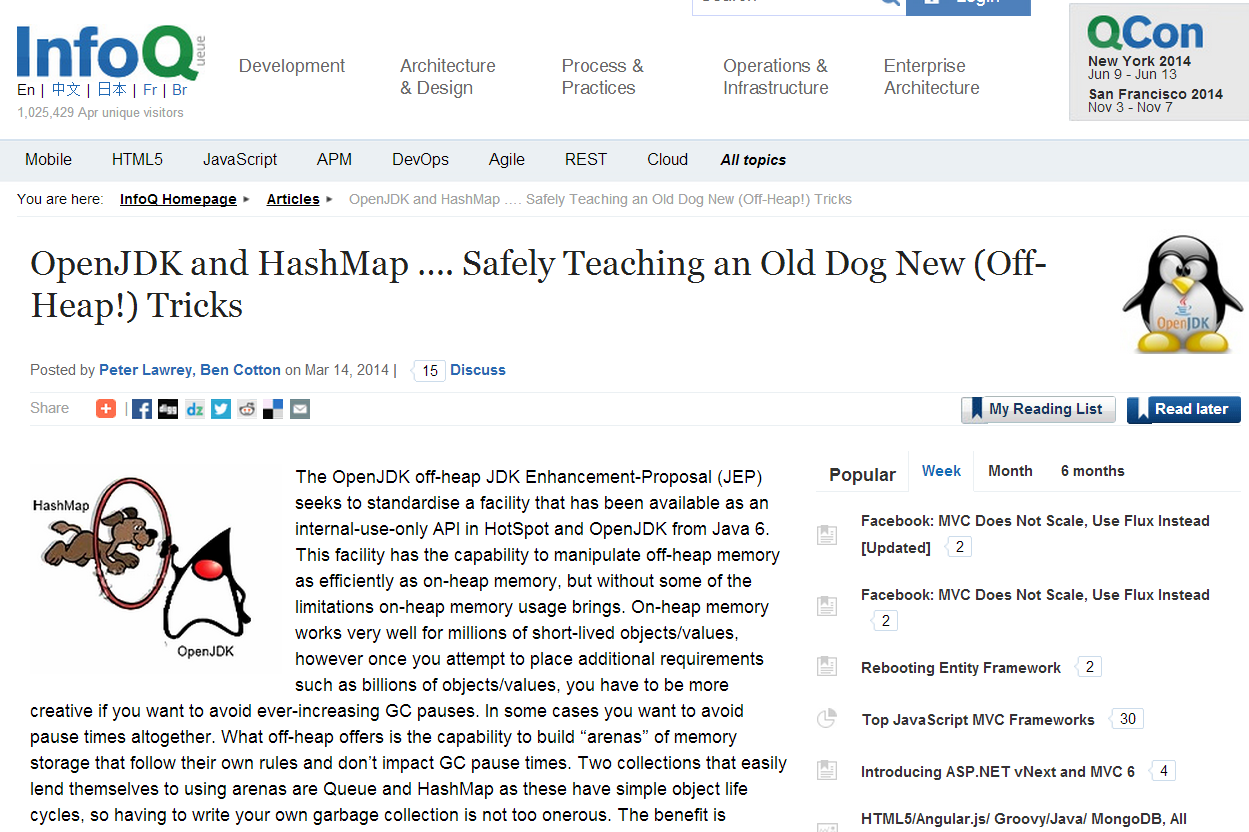 Search
Login
InfoQ
ueue
En | 中文 | 日本 | Fr | Br
1,025,429 Apr unique visitors
Development
Architecture
& Design
Process &
Practices
Operations &
Infrastructure
Enterprise
Architecture
QCon
New York 2014
Jun 9 - Jun 13
San Francisco 2014
Nov 3 - Nov 7
Mobile HTML5 JavaScript APM DevOps Agile REST Cloud All topics
You are here: InfoQ Homepage Articles OpenJDK and HashMap .... Safely Teaching an Old Dog New (Off-Heap!) Tricks
OpenJDK and HashMap .... Safely Teaching an Old Dog New (Off-
Heap!) Tricks
OpenJDK
Posted by Peter Lawrey, Ben Cotton on Mar 14, 2014 | 15 Discuss
Share | digg dz
My Reading List
Read later
HashMap
OpenJDK
The OpenJDK off-heap JDK Enhancement-Proposal (JEP)
seeks to standardise a facility that has been available as an
internal-use-only API in HotSpot and OpenJDK from Java 6.
This facility has the capability to manipulate off-heap memory
as efficiently as on-heap memory, but without some of the
limitations on-heap memory usage brings. On-heap memory
works very well for millions of short-lived objects/values,
however once you attempt to place additional requirements
such as billions of objects/values, you have to be more
creative if you want to avoid ever-increasing GC pauses. In some cases you want to avoid
pause times altogether. What off-heap offers is the capability to build “arenas” of memory
storage that follow their own rules and don’t impact GC pause times. Two collections that easily
lend themselves to using arenas are Queue and HashMap as these have simple object life
cycles, so having to write your own garbage collection is not too onerous. The benefit is
Popular Week Month 6 months
Facebook: MVC Does Not Scale, Use Flux Instead
[Updated] 2
Facebook: MVC Does Not Scale, Use Flux Instead
2
Rebooting Entity Framework 2
Top JavaScript MVC Frameworks 30
Introducing ASP.NET vNext and MVC 6 4
HTML5/Angular.js/ Groovy/Java/ MongoDB, All